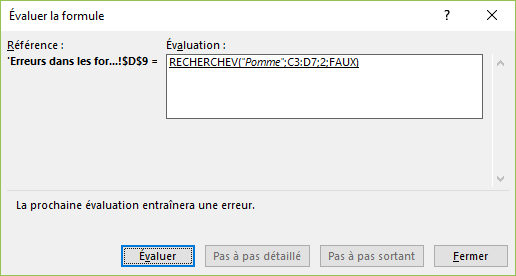 Évaluer la formule
Référence :
Évaluation :
'Erreurs dans les for...!$D$9 =
RECHERCHEV("Pomme";C3:D7;2;FAUX)
La prochaine évaluation entraînera une erreur.
Évaluer
Pas à pas détaillé
Pas à pas sortant
Fermer